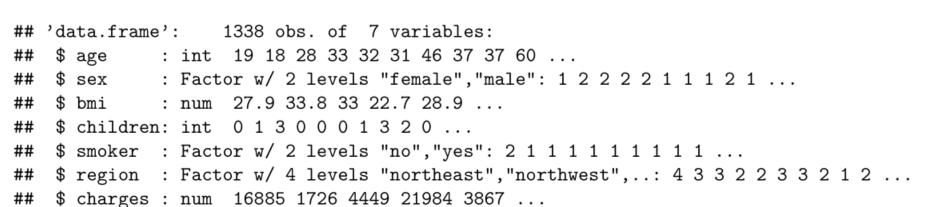 ## 'data.frame':    1338 obs. of  7 variables:
##  $ age     : int  19 18 28 33 32 31 46 37 37 60 ...
##  $ sex     : Factor w/ 2 levels "female","male": 1 2 2 2 2 1 1 1 2 1 ...
##  $ bmi     : num  27.9 33.8 33 22.7 28.9 ...
##  $ children: int  0 1 3 0 0 0 1 3 2 0 ...
##  $ smoker  : Factor w/ 2 levels "no","yes": 2 1 1 1 1 1 1 1 1 1 ...
##  $ region  : Factor w/ 4 levels "northeast","northwest",..: 4 3 3 2 2 3 3 2 1 2 ...
##  $ charges : num  16885 1726 4449 21984 3867 ...